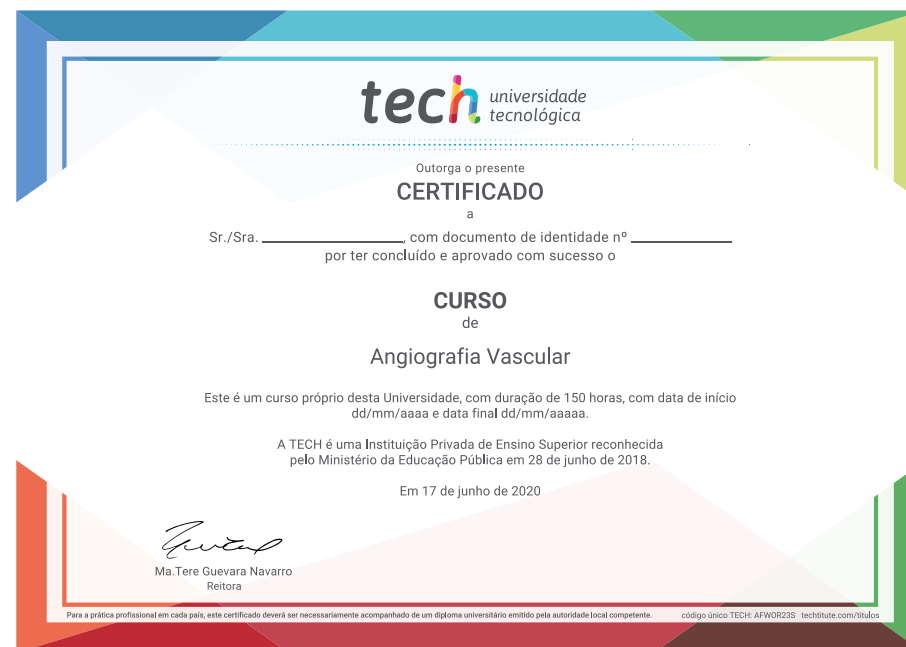 tech universidade
tecnológica
Outorga o presente
CERTIFICADO
a
Sr./Sra. ____________________, com documento de identidade nº ______________
por ter concluído e aprovado com sucesso o
CURSO
de
Angiografia Vascular
Este é um curso próprio desta Universidade, com duração de 150 horas, com data de início
dd/mm/aaaa e data final dd/mm/aaaaa.
A TECH é uma Instituição Privada de Ensino Superior reconhecida
pelo Ministério da Educação Pública em 28 de junho de 2018.
Em 17 de junho de 2020
Ma.Tere Guevara Navarro
Reitora
Para a prática profissional em cada país, este certificado deverá ser necessariamente acompanhado de um diploma universitário emitido pela autoridade local competente. código único TECH: AFWOR23S techtitute.com/títulos